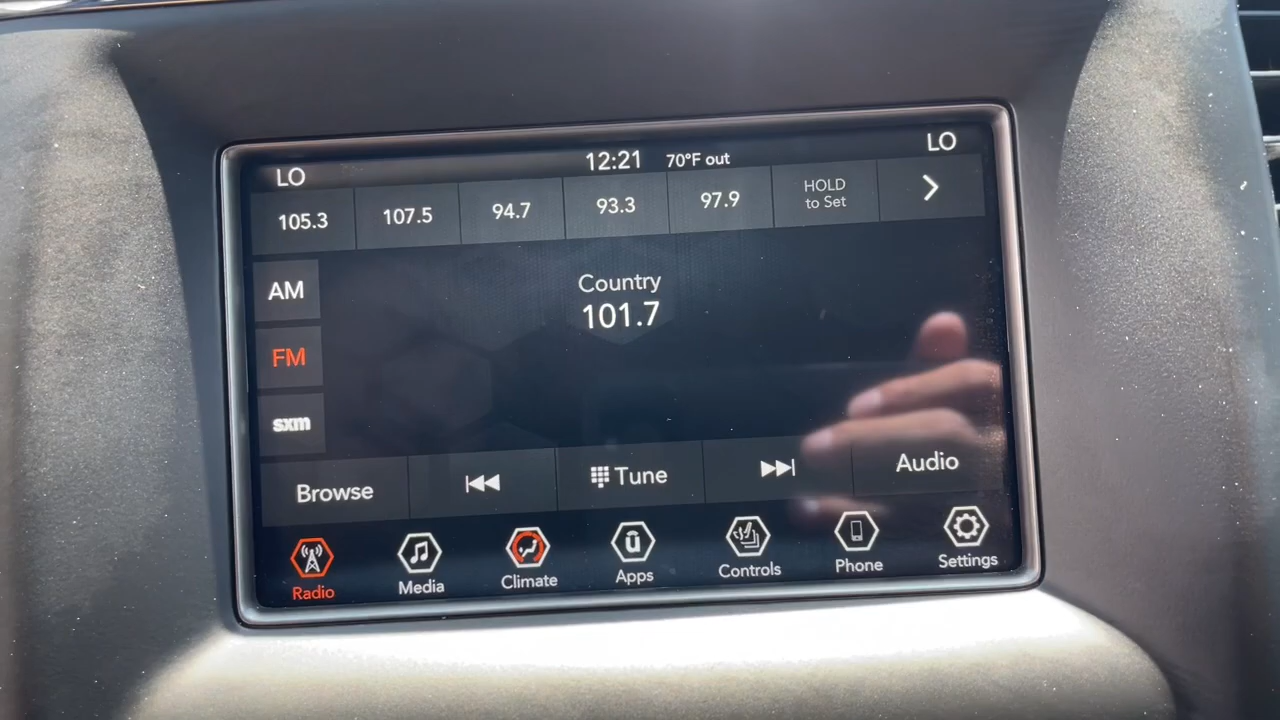 LO 12:21 70°F out LO
105.3 107.5 94.7 93.3 97.9 HOLD to Set
AM
Country
101.7
FM
sxm
Browse Tune Audio
Radio Media Climate Apps Controls Phone Settings